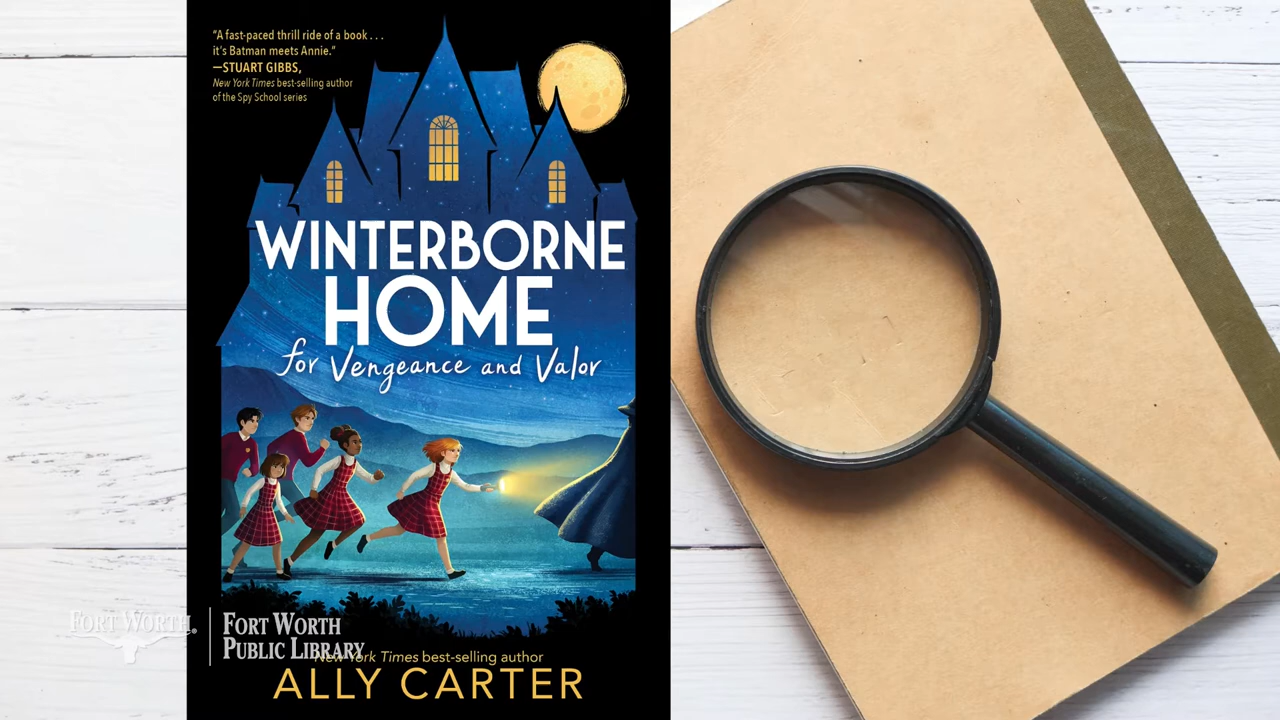 "A fast-paced thrill ride of a book . . .
it's Batman meets Annie."
—STUART GIBBS,
New York Times best-selling author
of the Spy School series
WINTERBORNE
HOME
for Vengeance and Valor
FORT WORTH®
FORT WORTH
PUBLIC LIBRARY
New York Times best-selling author
ALLY CARTER